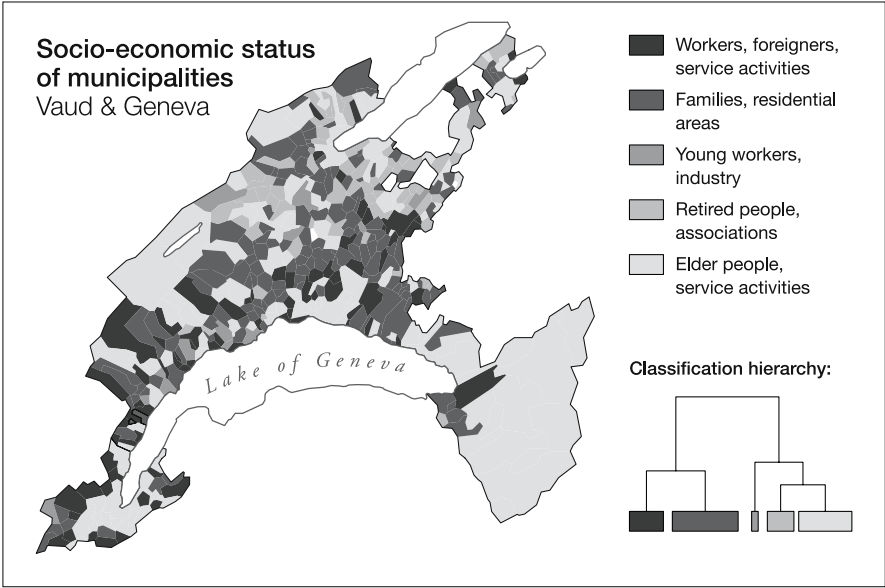 Socio-economic status
of municipalities
Vaud & Geneva
Workers, foreigners,
service activities
Families, residential
areas
Young workers,
industry
Retired people,
associations
Elder people,
service activities
Lake of Geneva
Classification hierarchy: